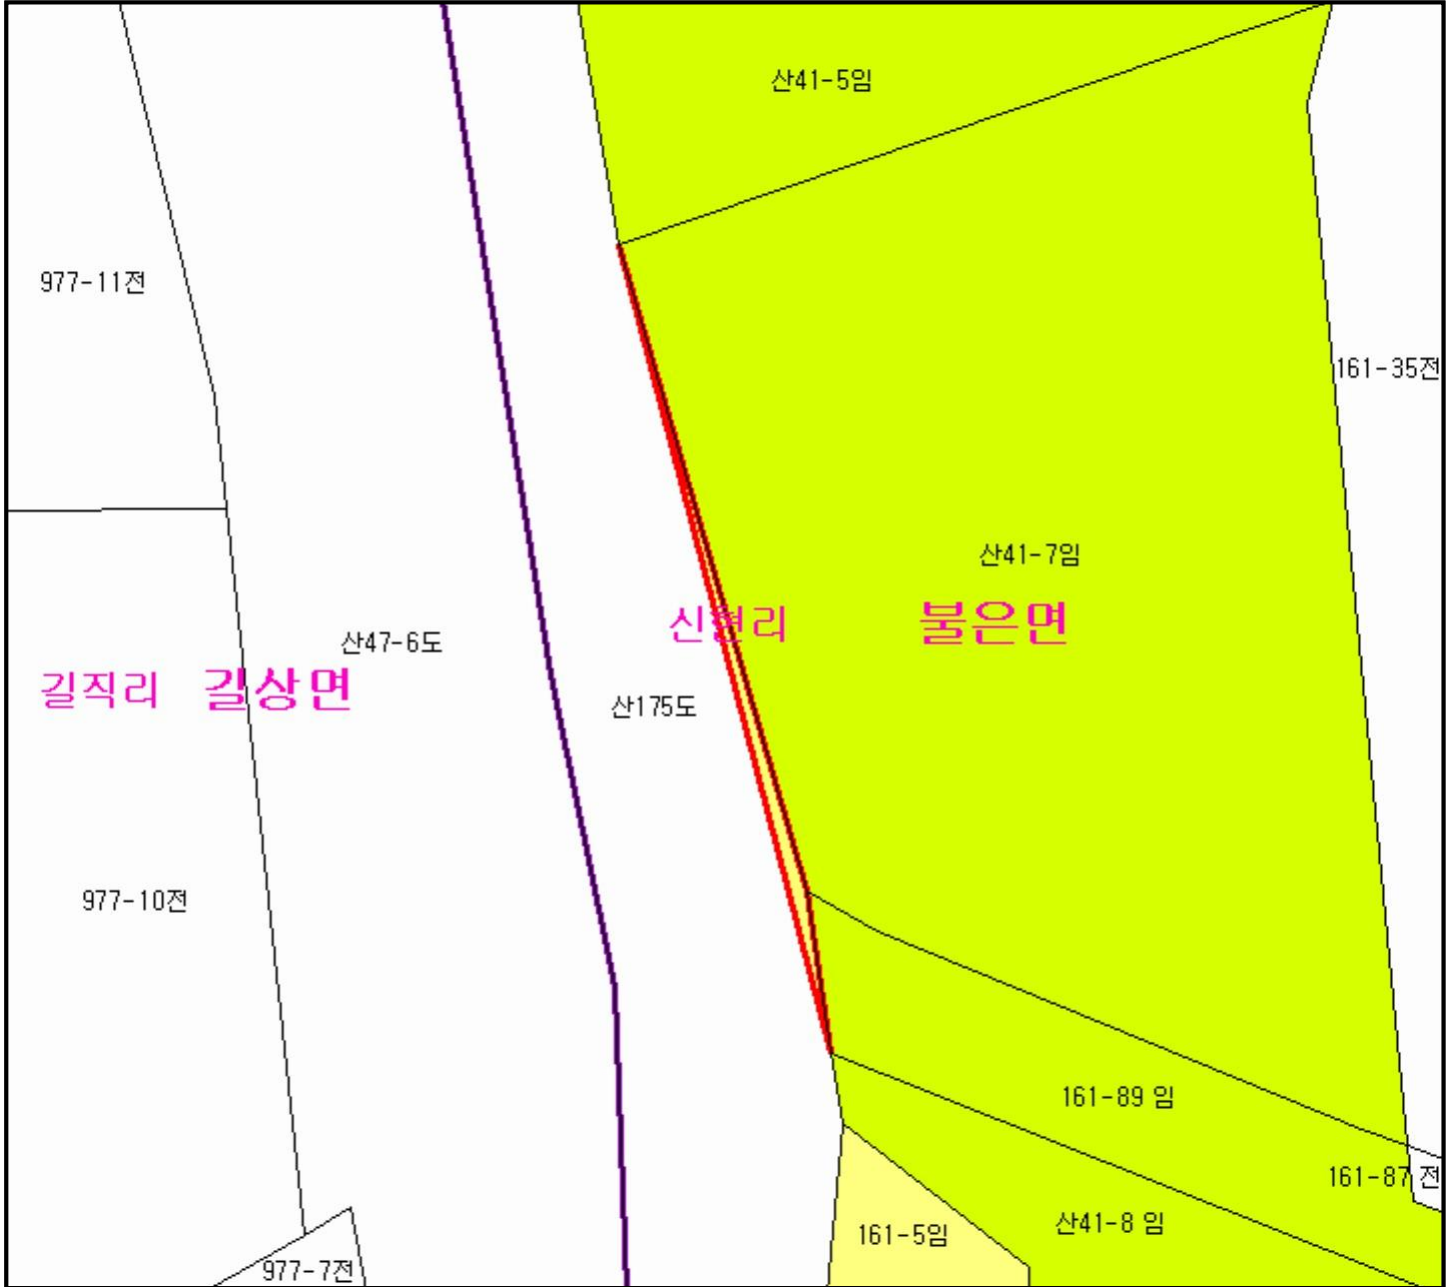 산41-5임
977-11전
161-35전
산41-7임
신현리 불은면
산47-6도
길직리 길상면
산175도
977-10전
161-89 임
161-87 전
산41-8 임
161-5임
977-7전